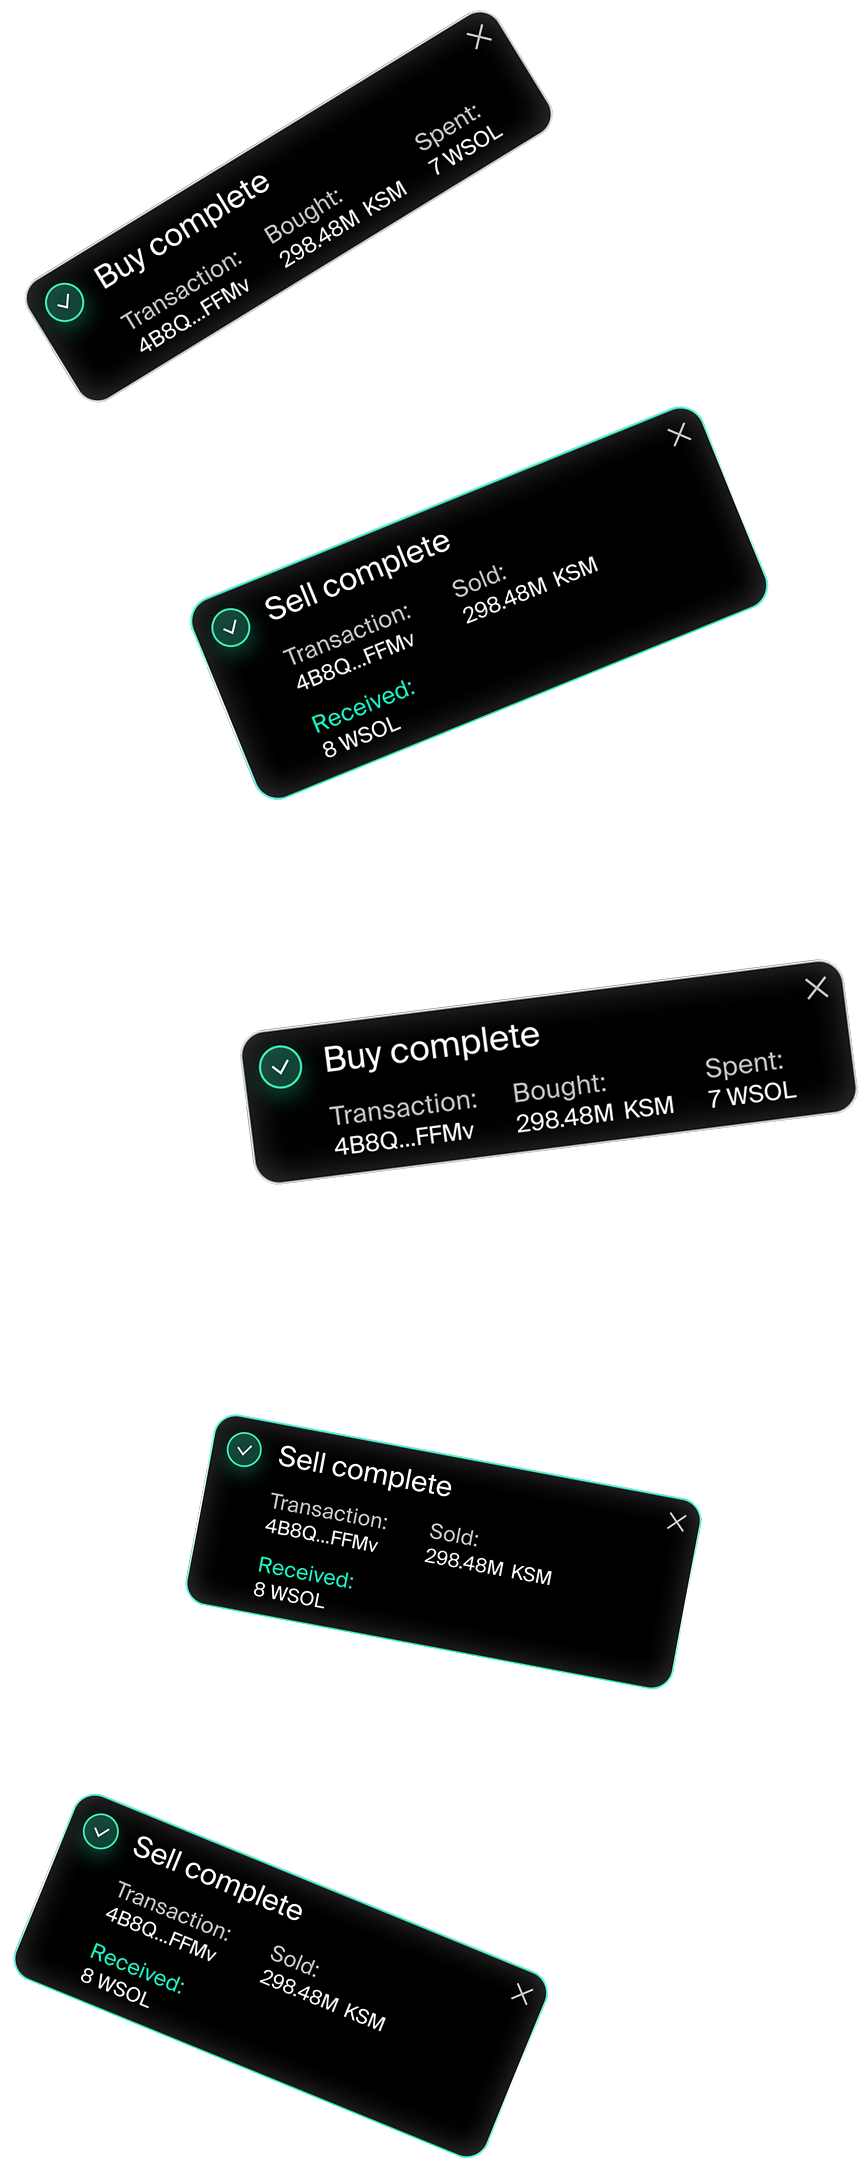 Buy complete
Transaction: Bought: Spent:
4B8Q...FFMv 298.48M KSM 7 WSOL
Sell complete
Transaction: Sold:
4B8Q...FFMv 298.48M KSM
Received:
8 WSOL
Buy complete
Transaction: Bought: Spent:
4B8Q...FFMv 298.48M KSM 7 WSOL
Sell complete
Transaction: Sold:
4B8Q...FFMv 298.48M KSM
Received:
8 WSOL
Sell complete
Transaction: Sold:
4B8Q...FFMv 298.48M KSM
Received:
8 WSOL